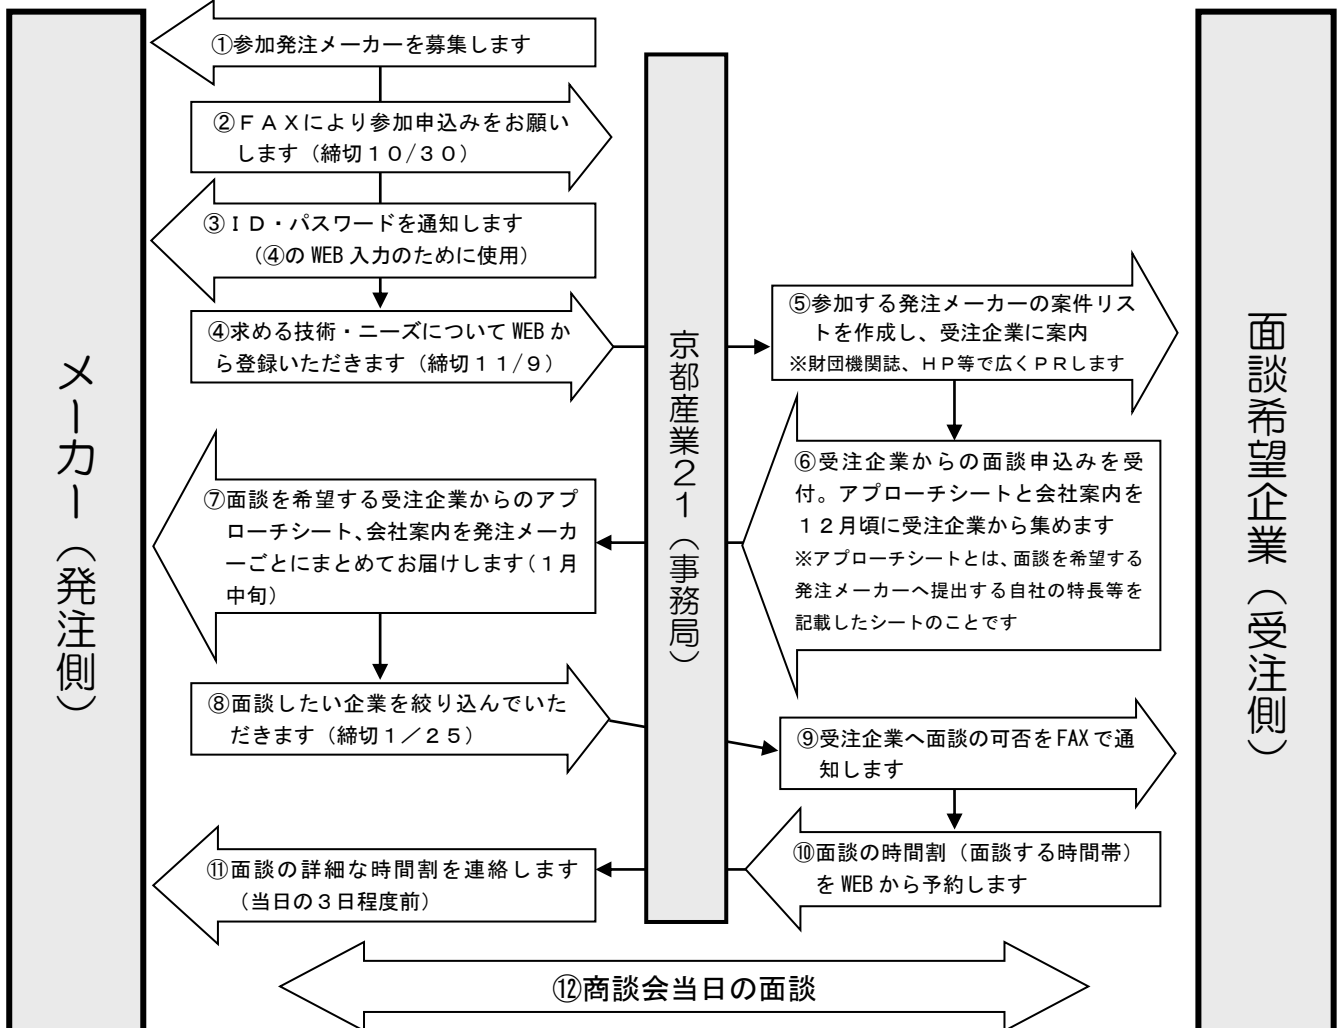 メーカー（発注側）
①参加発注メーカーを募集します
②ＦＡＸにより参加申込みをお願い
します（締切１０/３０）
③ＩＤ・パスワードを通知します
（④の WEB 入力のために使用）
④求める技術・ニーズについて WEB か
ら登録いただきます（締切１１/９）
京都産業２１（事務局）
⑤参加する発注メーカーの案件リス
トを作成し、受注企業に案内
※財団機関誌、ＨＰ等で広くＰＲします
⑥受注企業からの面談申込みを受
付。アプローチシートと会社案内を
１２月頃に受注企業から集めます
※アプローチシートとは、面談を希望する
発注メーカーへ提出する自社の特長等を
記載したシートのことです
⑦面談を希望する受注企業からのアプ
ローチシート、会社案内を発注メーカ
ーごとにまとめてお届けします（１月
中旬）
⑧面談したい企業を絞り込んでいた
だきます（締切１／２５）
⑨受注企業へ面談の可否を FAX で通
知します
⑩面談の時間割（面談する時間帯）
を WEB から予約します
⑪面談の詳細な時間割を連絡します
（当日の３日程度前）
⑫商談会当日の面談
面談希望企業（受注側）